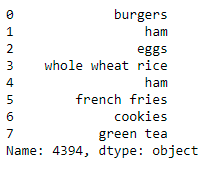 0 burgers
1 ham
2 eggs
3 whole wheat rice
4 ham
5 french fries
6 cookies
7 green tea
Name: 4394, dtype: object